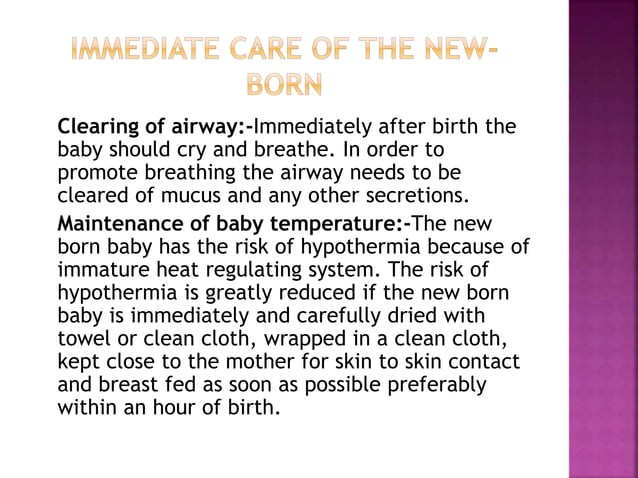 IMMEDIATE CARE OF THE NEW-
BORN
Clearing of airway:-Immediately after birth the
baby should cry and breathe. In order to
promote breathing the airway needs to be
cleared of mucus and any other secretions.
Maintenance of baby temperature:-The new
born baby has the risk of hypothermia because of
immature heat regulating system. The risk of
hypothermia is greatly reduced if the new born
baby is immediately and carefully dried with
towel or clean cloth, wrapped in a clean cloth,
kept close to the mother for skin to skin contact
and breast fed as soon as possible preferably
within an hour of birth.